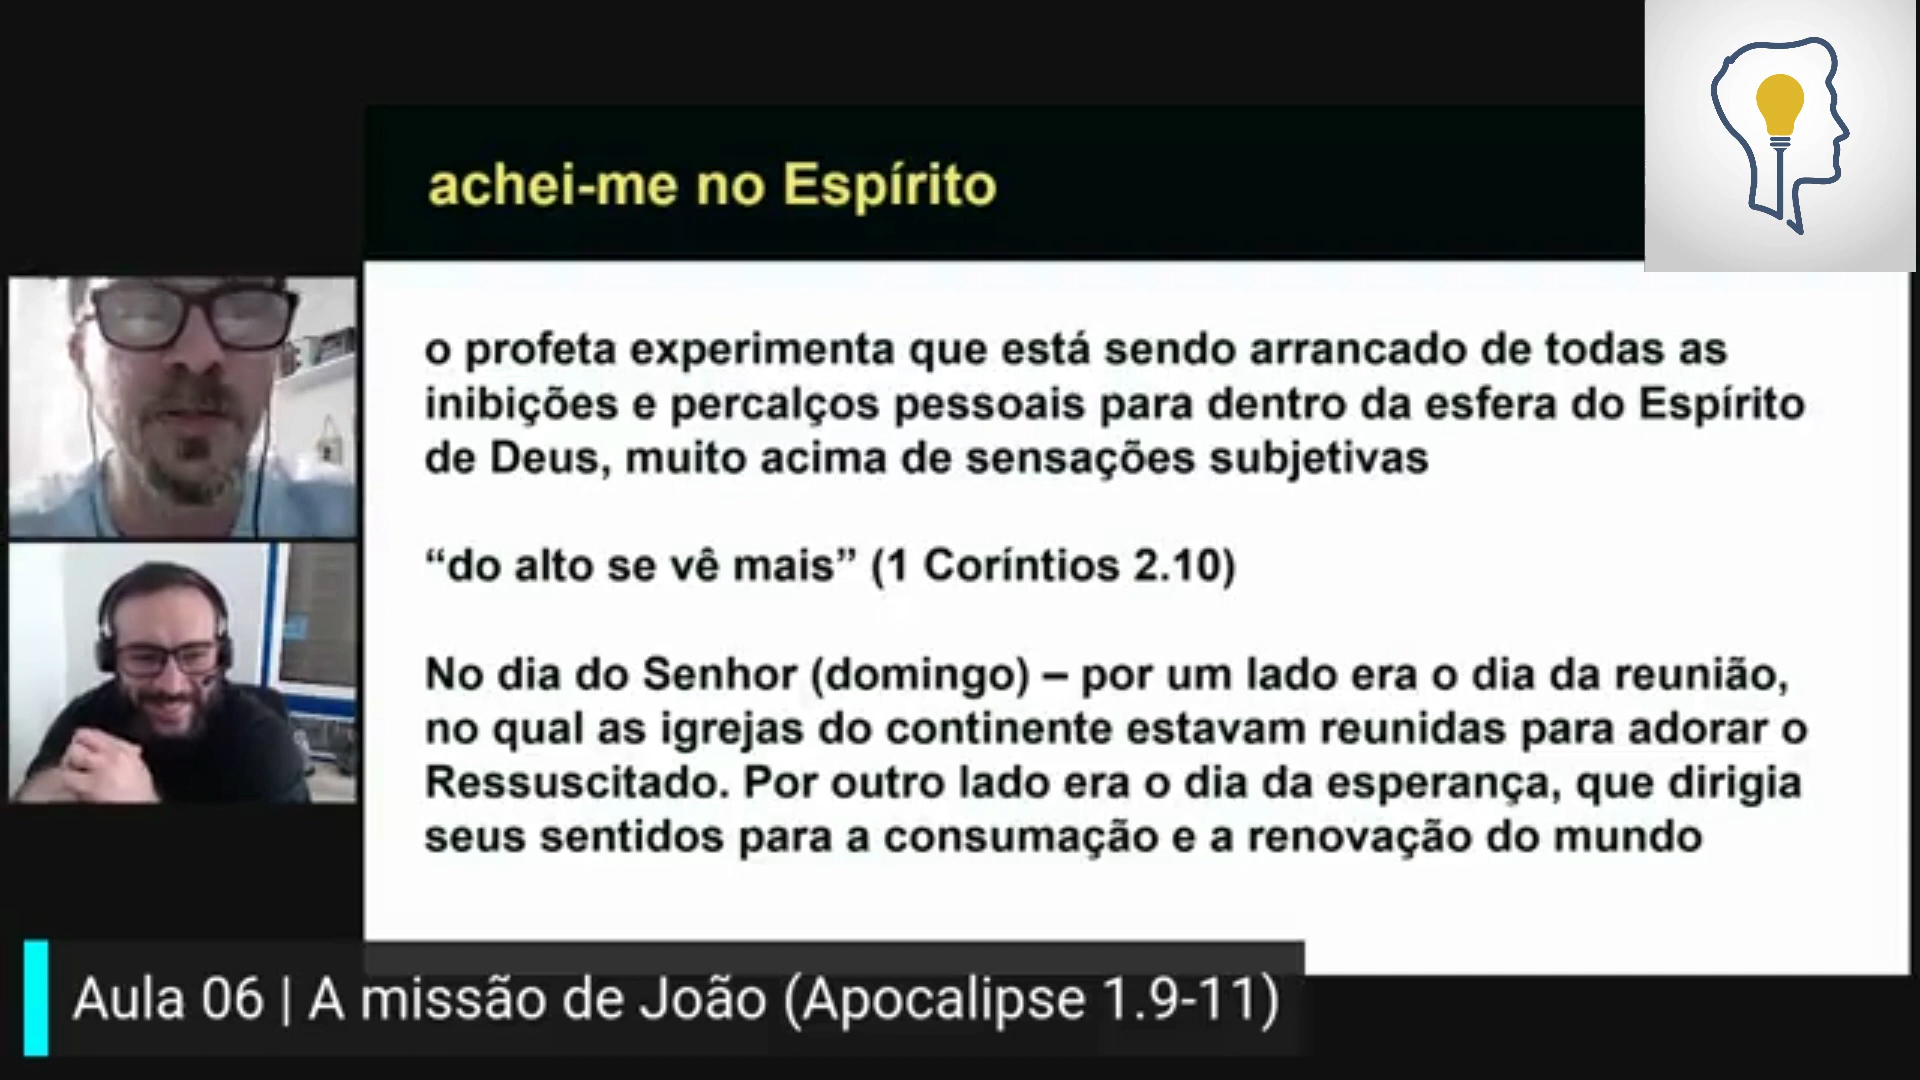 achei-me no Espírito
o profeta experimenta que está sendo arrancado de todas as
inibições e percalços pessoais para dentro da esfera do Espírito
de Deus, muito acima de sensações subjetivas
“do alto se vê mais” (1 Coríntios 2.10)
No dia do Senhor (domingo) – por um lado era o dia da reunião,
no qual as igrejas do continente estavam reunidas para adorar o
Ressuscitado. Por outro lado era o dia da esperança, que dirigia
seus sentidos para a consumação e a renovação do mundo
Aula 06 | A missão de João (Apocalipse 1.9-11)